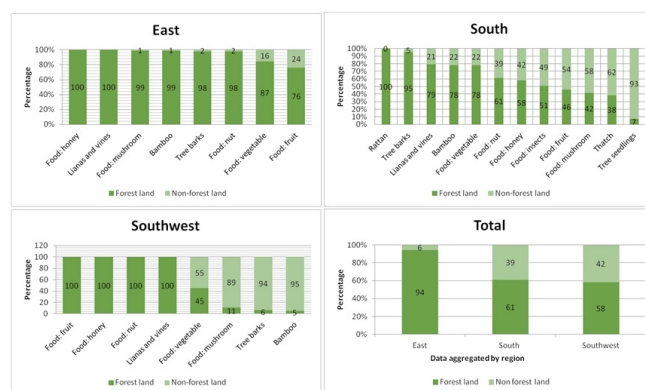 East
100%
80%
60%
40%
20%
0%
Percentage
100 100 99 99 98 98 87 76
1 1 2 2 16 24
Food: honey
Lianas and vines
Food: mushroom
Bamboo
Tree barks
Food: nut
Food: vegetable
Food: fruit
Forest land Non-forest land
South
100%
90%
80%
70%
60%
50%
40%
30%
20%
10%
0%
Percentage
0 5 21 22 22 39 42 49 54 58 62 93
100 95 79 78 78 61 58 51 46 42 38 7
Rattan
Tree barks
Lianas and vines
Bamboo
Food: vegetable
Food: nut
Food: honey
Food: insects
Food: fruit
Food: mushroom
Thatch
Tree seedlings
Forest land Non-forest land
Southwest
120
100
80
60
40
20
0
Percentage
55 89 94 95
100 100 100 100 45 11 6 5
Food: fruit
Food: honey
Food: nut
Lianas and vines
Food: vegetable
Food: mushroom
Tree barks
Bamboo
Forest land Non-forest land
Total
100%
80%
60%
40%
20%
0%
Percentage
6 39 42
94 61 58
East South Southwest
Data aggregated by region
Forest land Non-forest land